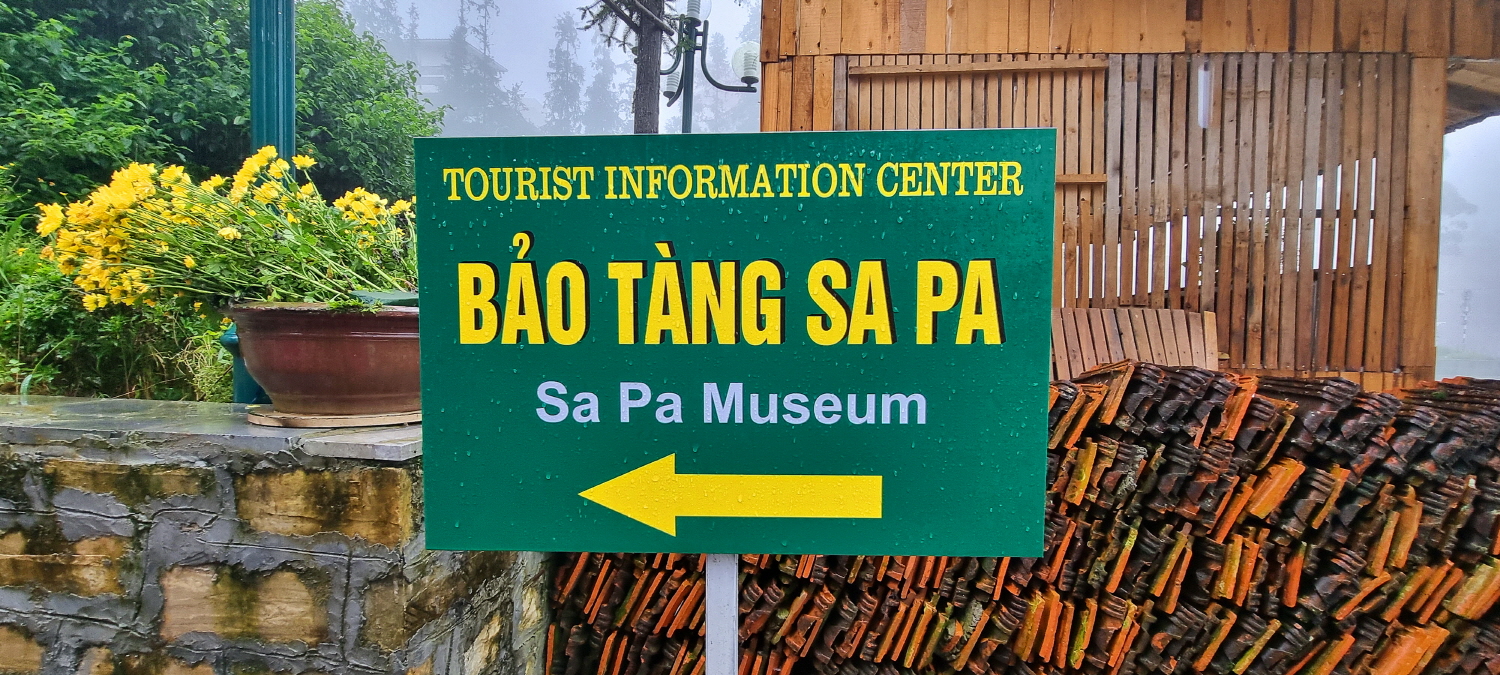 TOURIST INFORMATION CENTER
BẢO TÀNG SA PA
Sa Pa Museum